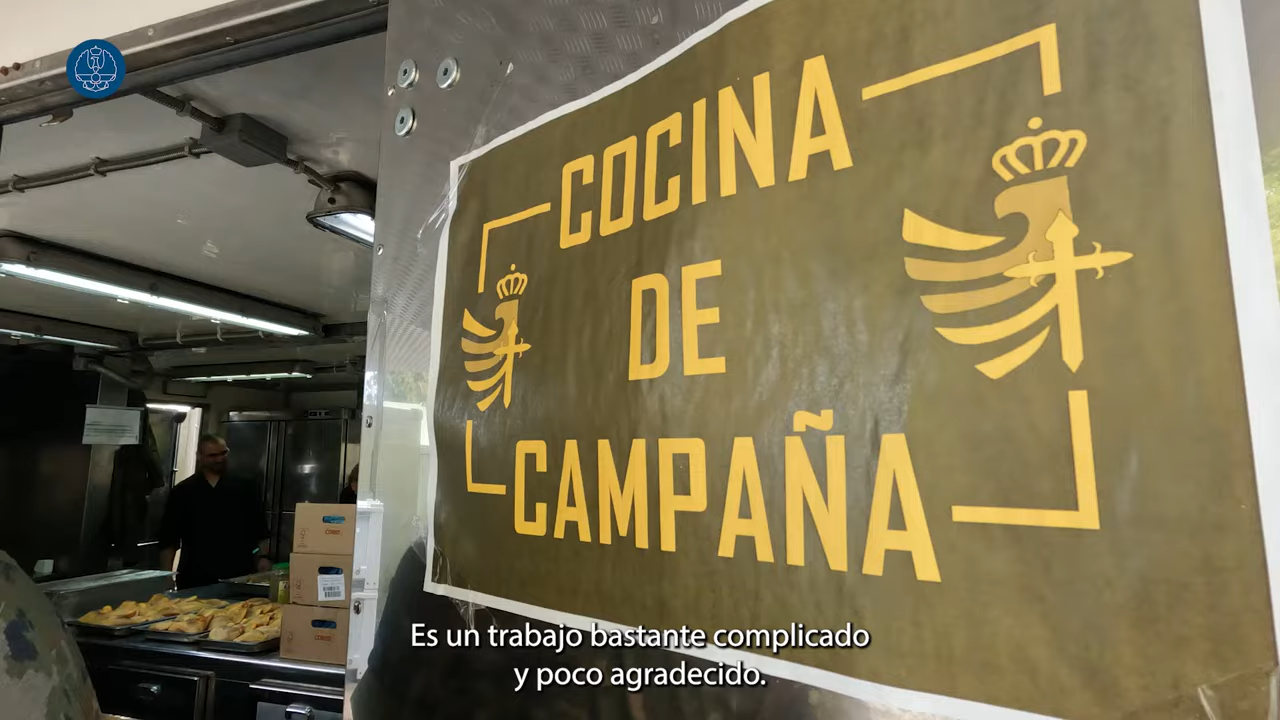 COCINA
DE
CAMPAÑA
Es un trabajo bastante complicado
y poco agradecido.